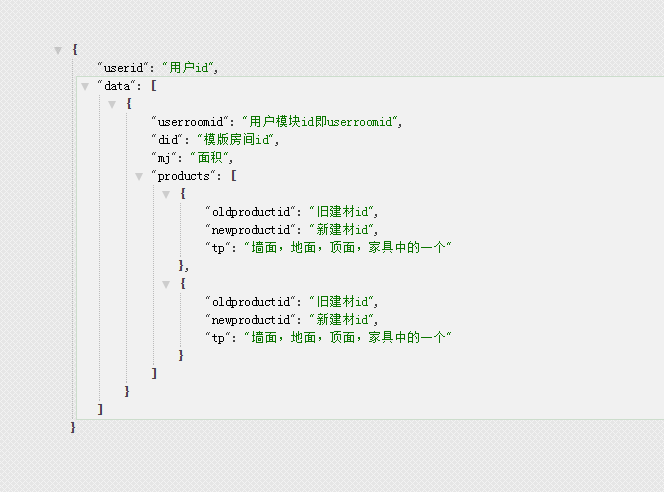 {
"userid": "用户id",
"data": [
{
"userroomid": "用户模块id即userroomid",
"did": "模版房间id",
"mj": "面积",
"products": [
{
"oldproductid": "旧建材id",
"newproductid": "新建材id",
"tp": "墙面，地面，顶面，家具中的一个"
},
{
"oldproductid": "旧建材id",
"newproductid": "新建材id",
"tp": "墙面，地面，顶面，家具中的一个"
}
]
}
]
}